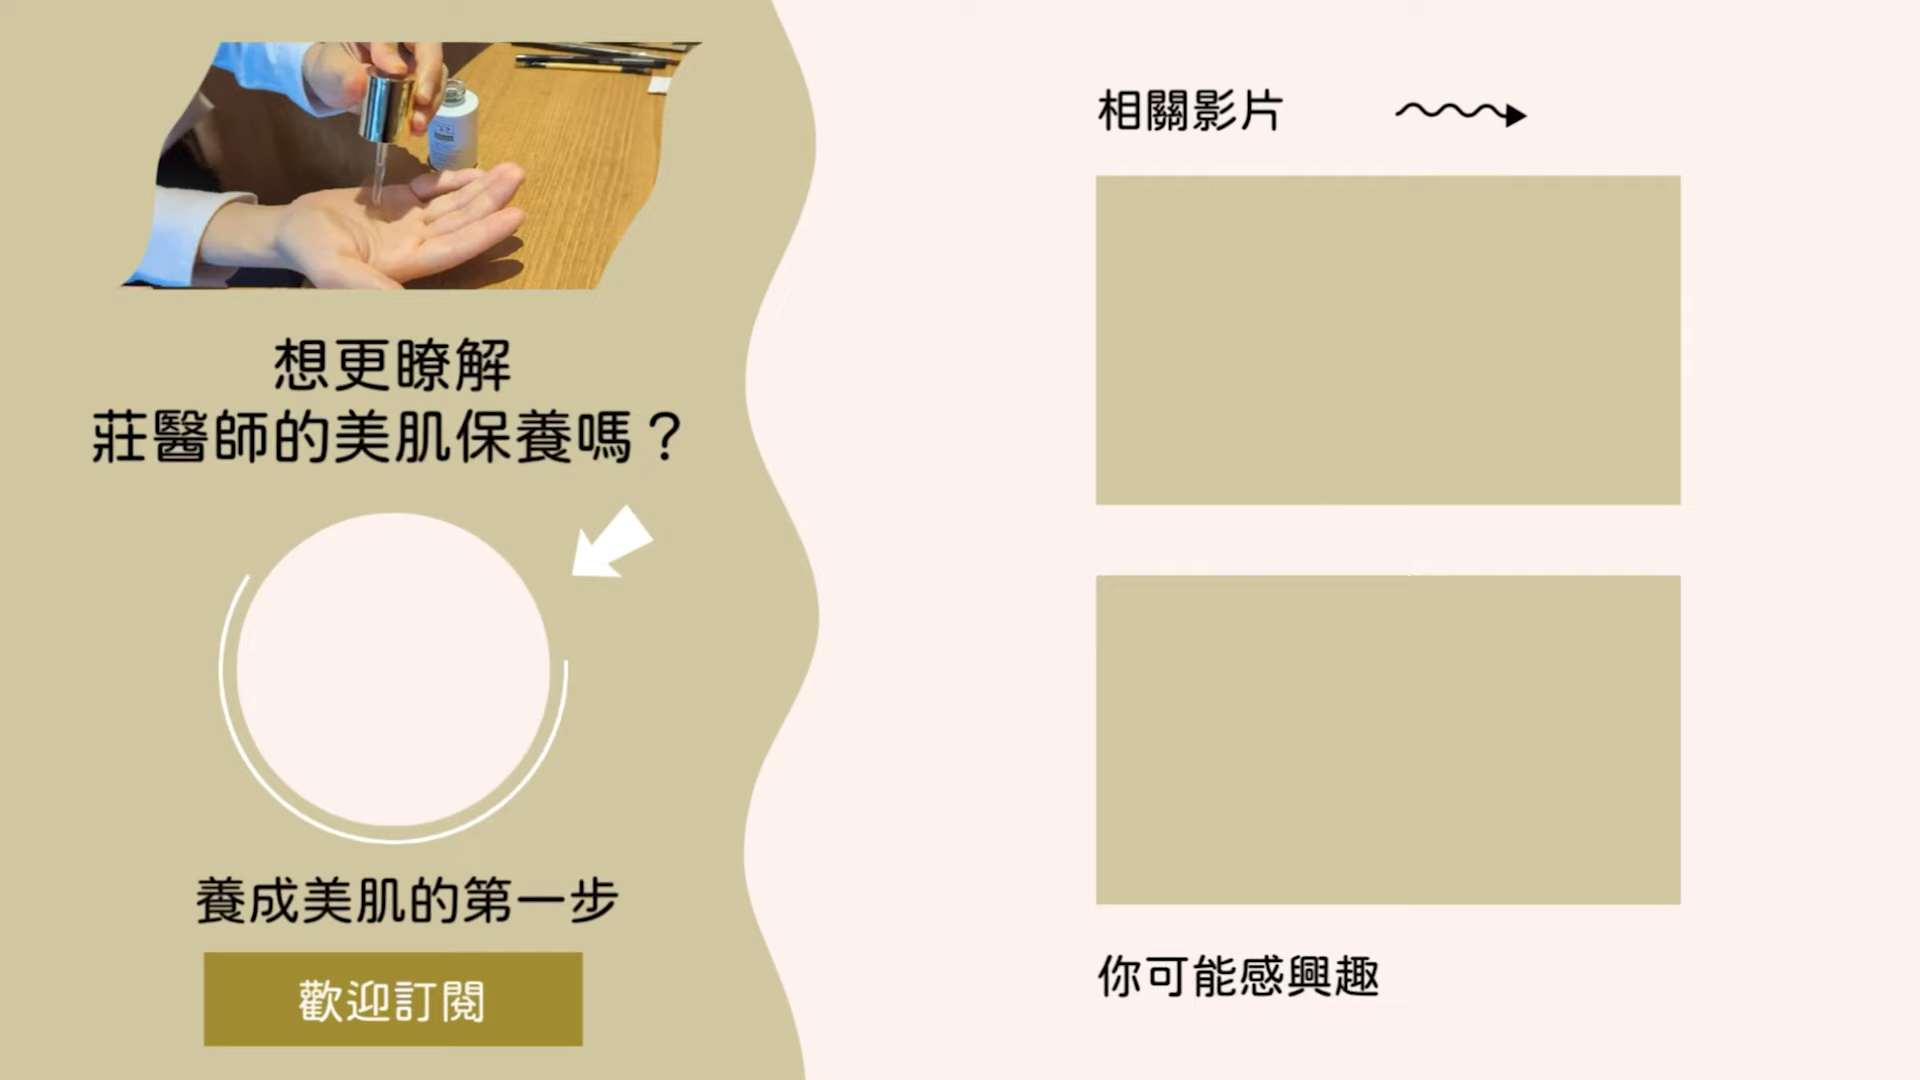 想更瞭解
莊醫師的美肌保養嗎？
養成美肌的第一步
歡迎訂閱
相關影片
你可能感興趣